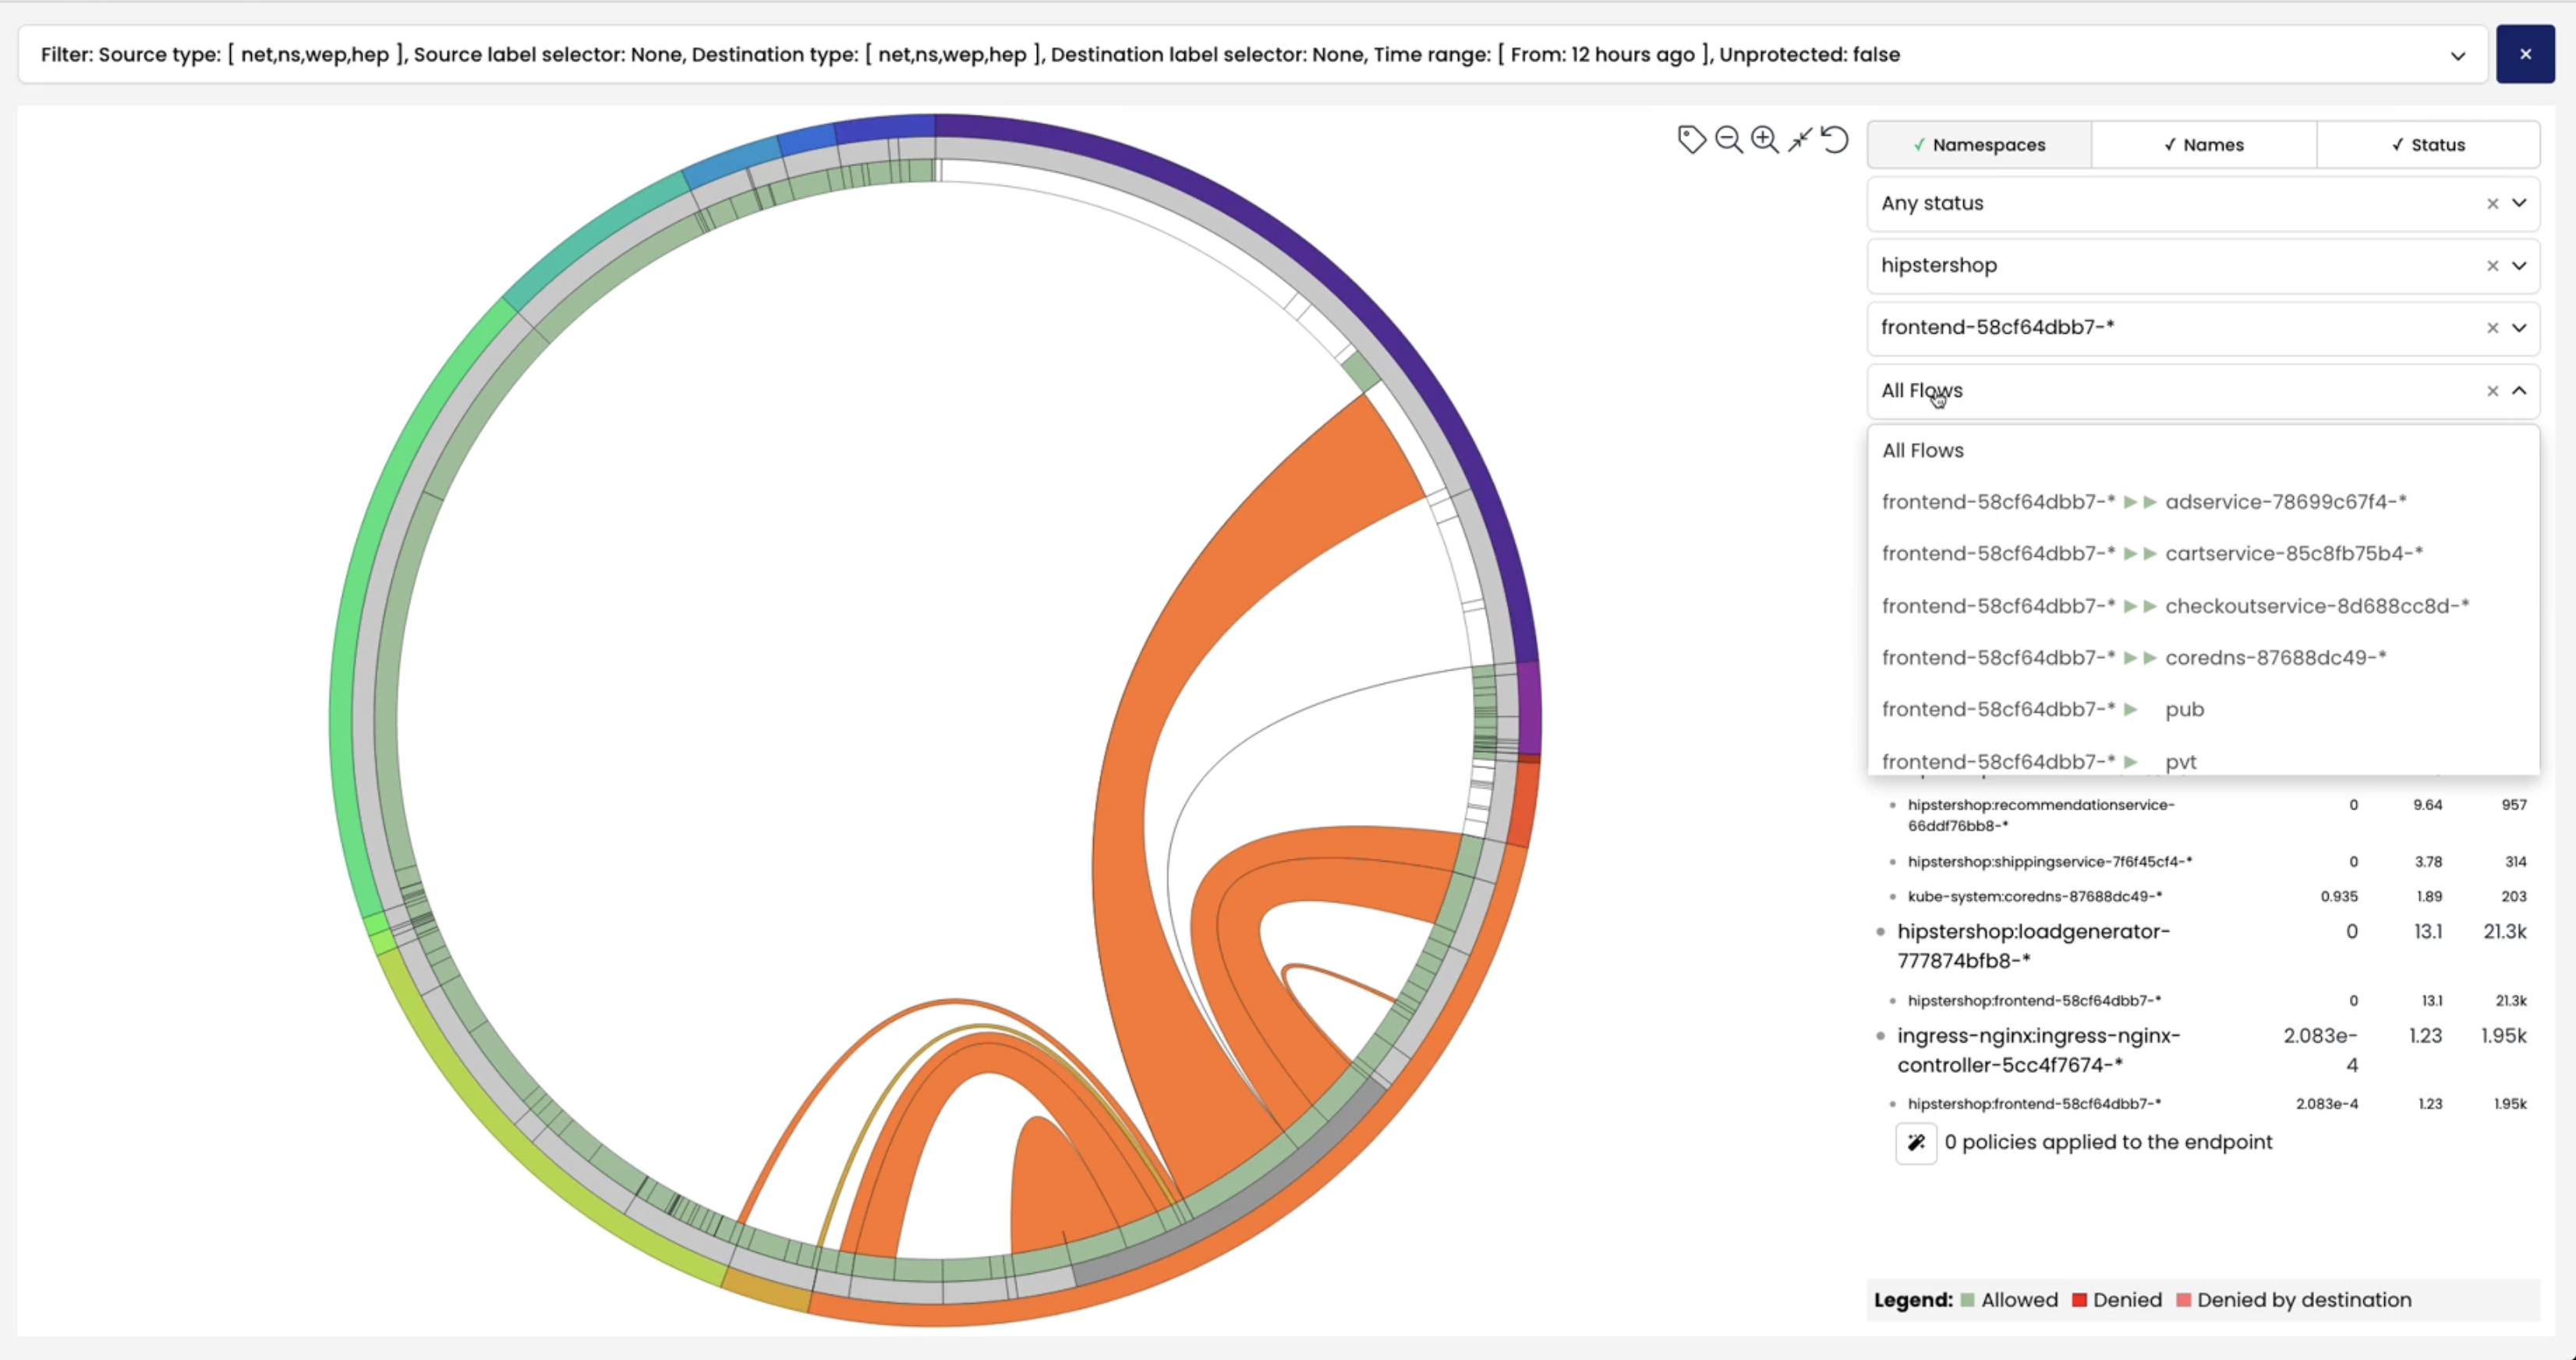 Filter: Source type: [ net,ns,wep,hep ], Source label selector: None, Destination type: [ net,ns,wep,hep ], Destination label selector: None, Time range: [ From: 12 hours ago ], Unprotected: false
✓ Namespaces ✓ Names ✓ Status
Any status
hipstershop
frontend-58cf64dbb7-*
All Flows
All Flows
frontend-58cf64dbb7-* ▶▶ adservice-78699c67f4-*
frontend-58cf64dbb7-* ▶▶ cartservice-85c8fb75b4-*
frontend-58cf64dbb7-* ▶▶ checkoutservice-8d688cc8d-*
frontend-58cf64dbb7-* ▶▶ coredns-87688dc49-*
frontend-58cf64dbb7-* ▶ pub
frontend-58cf64dbb7-* ▶ pvt
hipstershop:recommendationservice- 0 9.64 957
66ddf76bb8-*
hipstershop:shippingservice-7f6f45cf4-* 0 3.78 314
kube-system:coredns-87688dc49-* 0.935 1.89 203
hipstershop:loadgenerator- 0 13.1 21.3k
777874bfb8-*
hipstershop:frontend-58cf64dbb7-* 0 13.1 21.3k
ingress-nginx:ingress-nginx- 2.083e- 1.23 1.95k
controller-5cc4f7674-* 4
hipstershop:frontend-58cf64dbb7-* 2.083e-4 1.23 1.95k
0 policies applied to the endpoint
Legend: Allowed Denied Denied by destination